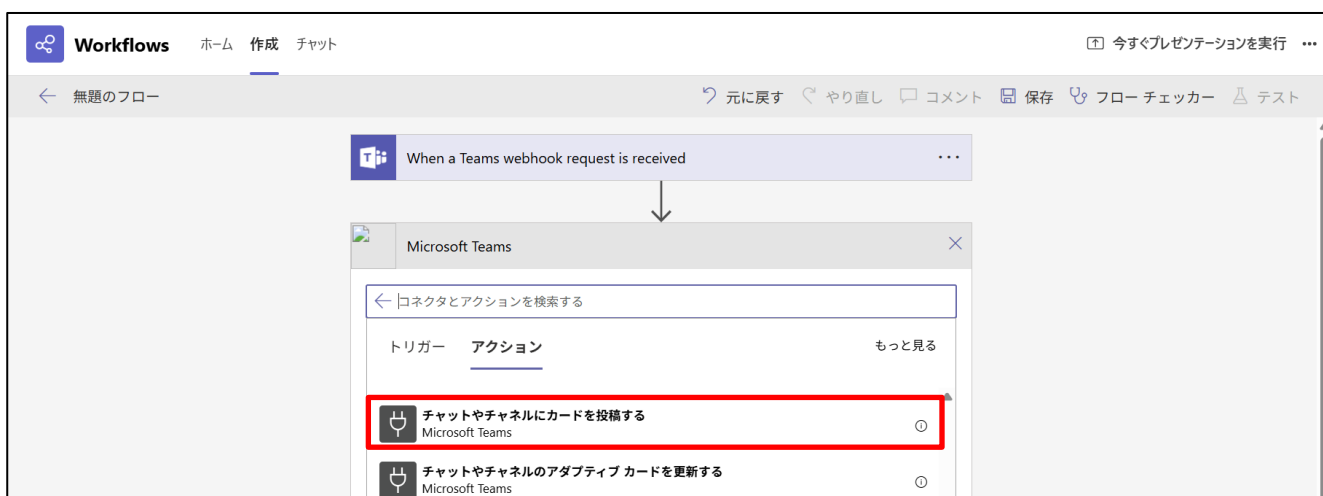 Workflows ホーム 作成 チャット 今すぐプレゼンテーションを実行 •••
無題のフロー 元に戻す やり直し コメント 保存 フロー チェッカー テスト
When a Teams webhook request is received ···
Microsoft Teams
コネクタとアクションを検索する
トリガー アクション もっと見る
チャットやチャネルにカードを投稿する
Microsoft Teams
チャットやチャネルのアダプティブ カードを更新する
Microsoft Teams